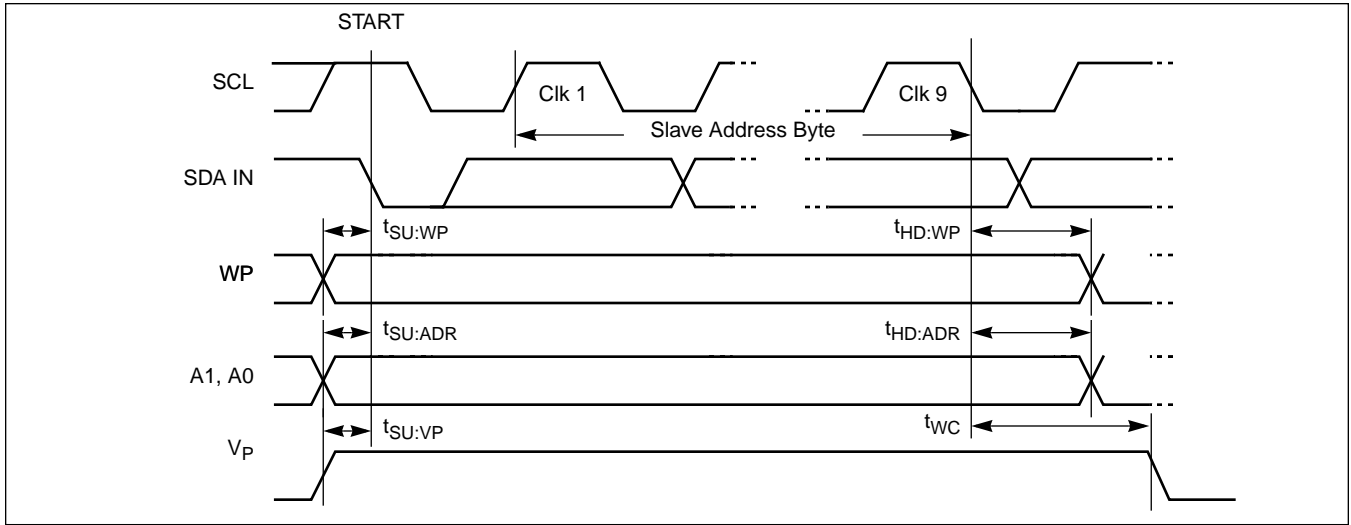 START
SCL
Clk 1
Clk 9
Slave Address Byte
SDA IN
tSU:WP
tHD:WP
WP
tSU:ADR
tHD:ADR
A1, A0
tSU:VP
tWC
VP